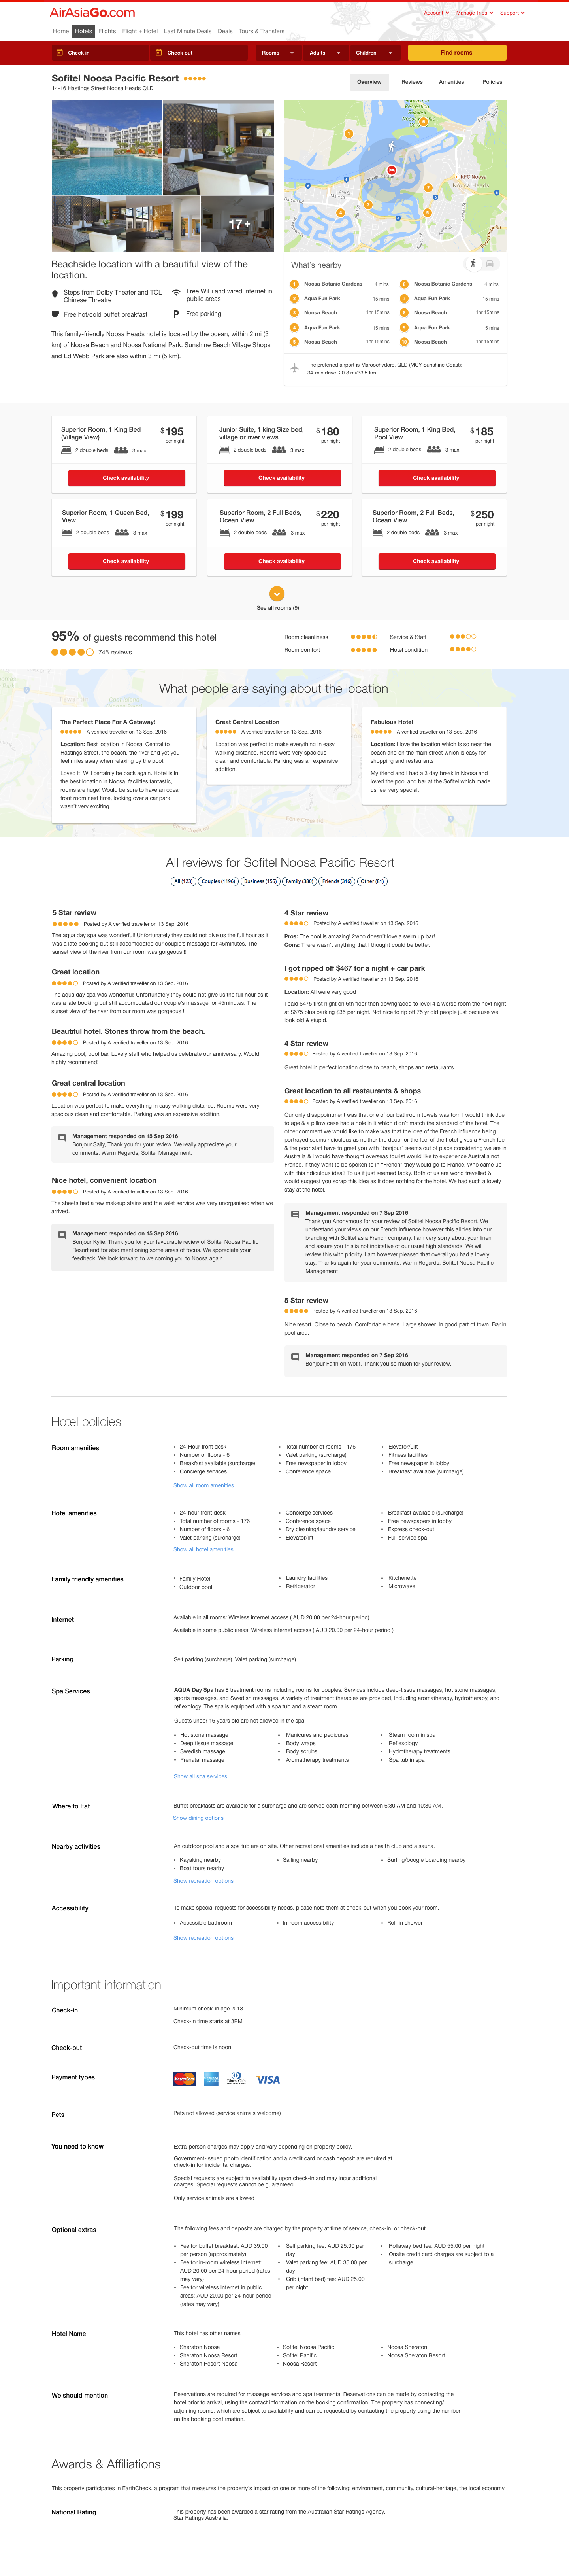 AirAsiaGo.com
Account
Manage Trips
Support
Home Hotels Flights Flight + Hotel Last Minute Deals Deals Tours & Transfers
Check in
Check out
Rooms
Adults
Children
Find rooms
Sofitel Noosa Pacific Resort
14-16 Hastings Street Noosa Heads QLD
Overview Reviews Amenities Policies
17 +
KFC Noosa
Noosa Heads
Beachside location with a beautiful view of the
location.
Steps from Dolby Theater and TCL
Chinese Threatre
Free WiFi and wired internet in
public areas
Free hot/cold buffet breakfast
Free parking
This family-friendly Noosa Heads hotel is located by the ocean, within 2 mi (3
km) of Noosa Beach and Noosa National Park. Sunshine Beach Village Shops
and Ed Webb Park are also within 3 mi (5 km).
What's nearby
Noosa Botanic Gardens 4 mins
Aqua Fun Park 15 mins
Noosa Beach 1hr 15mins
Aqua Fun Park 15 mins
Noosa Beach 1hr 15mins
Noosa Botanic Gardens 4 mins
Aqua Fun Park 15 mins
Noosa Beach 1hr 15mins
Aqua Fun Park 15 mins
Noosa Beach 1hr 15mins
The preferred airport is Maroochydore, QLD (MCY-Sunshine Coast):
34-min drive, 20.8 mi/33.5 km.
Superior Room, 1 King Bed
(Village View)
$195
per night
2 double beds 3 max
Check availability
Junior Suite, 1 king Size bed,
village or river views
$180
per night
2 double beds 3 max
Check availability
Superior Room, 1 King Bed,
Pool View
$185
per night
2 double beds 3 max
Check availability
Superior Room, 1 Queen Bed,
View
$199
per night
2 double beds 3 max
Check availability
Superior Room, 2 Full Beds,
Ocean View
$220
per night
2 double beds 3 max
Check availability
Superior Room, 2 Full Beds,
Ocean View
$250
per night
2 double beds 3 max
Check availability
See all rooms (9)
95% of guests recommend this hotel
745 reviews
Room cleanliness
Service & Staff
Room comfort
Hotel condition
What people are saying about the location
The Perfect Place For A Getaway!
A verified traveller on 13 Sep. 2016
Location: Best location in Noosa! Central to
Hastings Street, the beach, the river and yet you
feel miles away when relaxing by the pool.
Loved it! Will certainly be back again. Hotel is in
the best location in Noosa, facilities fantastic,
rooms are huge! Would be sure to have an ocean
front room next time, looking over a car park
wasn't very exciting.
Great Central Location
A verified traveller on 13 Sep. 2016
Location was perfect to make everything in easy
walking distance. Rooms were very spacious
clean and comfortable. Parking was an expensive
addition.
Fabulous Hotel
A verified traveller on 13 Sep. 2016
Location: I love the location which is so near the
beach and on the main street which is easy for
shopping and restaurants
My friend and I had a 3 day break in Noosa and
loved the pool and bar at the Sofitel which made
us feel very special.
All reviews for Sofitel Noosa Pacific Resort
All (123) Couples (1196) Business (155) Family (380) Friends (316) Other (81)
5 Star review
Posted by A verified traveller on 13 Sep. 2016
The aqua day spa was wonderful! Unfortunately they could not give us the full hour as it
was a late booking but still accomodated our couple's massage for 45minutes. The
sunset view of the river from our room was gorgeous !!
Great location
Posted by A verified traveller on 13 Sep. 2016
The aqua day spa was wonderful! Unfortunately they could not give us the full hour as it
was a late booking but still accomodated our couple's massage for 45minutes. The
sunset view of the river from our room was gorgeous !!
Beautiful hotel. Stones throw from the beach.
Posted by A verified traveller on 13 Sep. 2016
Amazing pool, pool bar. Lovely staff who helped us celebrate our anniversary. Would
highly recommend!
Great central location
Posted by A verified traveller on 13 Sep. 2016
Location was perfect to make everything in easy walking distance. Rooms were very
spacious clean and comfortable. Parking was an expensive addition.
Management responded on 15 Sep 2016
Bonjour Sally, Thank you for your review. We really appreciate your
comments. Warm Regards, Sofitel Management.
Nice hotel, convenient location
Posted by A verified traveller on 13 Sep. 2016
The sheets had a few makeup stains and the valet service was very unorganised when we
arrived.
Management responded on 15 Sep 2016
Bonjour Kylie, Thank you for your favourable review of Sofitel Noosa Pacific
Resort and for also mentioning some areas of focus. We appreciate your
feedback. We look forward to welcoming you to Noosa again.
4 Star review
Posted by A verified traveller on 13 Sep. 2016
Pros: The pool is amazing! 2who doesn't love a swim up bar!
Cons: There wasn't anything that I thought could be better.
I got ripped off $467 for a night + car park
Posted by A verified traveller on 13 Sep. 2016
Location: All were very good
I paid $475 first night on 6th floor then downgraded to level 4 a worse room the next night
at $675 plus parking $35 per night. Not nice to rip off 75 yr old people just because we
look old & stupid.
4 Star review
Posted by A verified traveller on 13 Sep. 2016
Great hotel in perfect location close to beach, shops and restaurants
Great location to all restaurants & shops
Posted by A verified traveller on 13 Sep. 2016
Our only disappointment was that one of our bathroom towels was torn I would think due
to age & a pillow case had a hole in it which didn't match the standard of the hotel. The
other comment we would like to make was that the idea of the French influence being
portrayed seems ridiculous as neither the decor or the feel of the hotel gives a French feel
& the poor staff have to greet you with "bonjour" seems out of place considering we are in
Australia & I would have thought overseas tourist would like to experience Australia not
France. If they want to be spoken to in "French" they would go to France. Who came up
with this ridiculous idea? To us it just seemed tacky. Both of us are world travelled &
would suggest you scrap this idea as it does nothing for the hotel. We had such a lovely
stay at the hotel.
Management responded on 7 Sep 2016
Thank you Anonymous for your review of Sofitel Noosa Pacific Resort. We
understand your views on our French influence however this all ties into our
branding with Sofitel as a French company. I am very sorry about your linen
and assure you this is not indicative of our usual high standards. We will
review this with priority. I am however pleased that overall you had a lovely
stay. Thanks again for your comments. Warm Regards, Sofitel Noosa Pacific
Management
5 Star review
Posted by A verified traveller on 13 Sep. 2016
Nice resort. Close to beach. Comfortable beds. Large shower. In good part of town. Bar in
pool area.
Management responded on 7 Sep 2016
Bonjour Faith on Wotif, Thank you so much for your review.
Hotel policies
Room amenities
24-Hour front desk
Number of floors - 6
Breakfast available (surcharge)
Concierge services
Total number of rooms - 176
Valet parking (surcharge)
Free newspaper in lobby
Conference space
Elevator/Lift
Fitness facilities
Free newspaper in lobby
Breakfast available (surcharge)
Show all room amenities
Hotel amenities
24-hour front desk
Total number of rooms - 176
Number of floors - 6
Valet parking (surcharge)
Concierge services
Conference space
Dry cleaning/laundry service
Elevator/lift
Breakfast available (surcharge)
Free newspapers in lobby
Express check-out
Full-service spa
Show all hotel amenities
Family friendly amenities
Family Hotel
Outdoor pool
Laundry facilities
Refrigerator
Kitchenette
Microwave
Internet
Available in all rooms: Wireless internet access ( AUD 20.00 per 24-hour period)
Available in some public areas: Wireless internet access ( AUD 20.00 per 24-hour period )
Parking
Self parking (surcharge), Valet parking (surcharge)
Spa Services
AQUA Day Spa has 8 treatment rooms including rooms for couples. Services include deep-tissue massages, hot stone massages,
sports massages, and Swedish massages. A variety of treatment therapies are provided, including aromatherapy, hydrotherapy, and
reflexology. The spa is equipped with a spa tub and a steam room.
Guests under 16 years old are not allowed in the spa.
Hot stone massage
Deep tissue massage
Swedish massage
Prenatal massage
Manicures and pedicures
Body wraps
Body scrubs
Aromatherapy treatments
Steam room in spa
Reflexology
Hydrotherapy treatments
Spa tub in spa
Show all spa services
Where to Eat
Buffet breakfasts are available for a surcharge and are served each morning between 6:30 AM and 10:30 AM.
Show dining options
Nearby activities
An outdoor pool and a spa tub are on site. Other recreational amenities include a health club and a sauna.
Kayaking nearby
Boat tours nearby
Sailing nearby
Surfing/boogie boarding nearby
Show recreation options
Accessibility
To make special requests for accessibility needs, please note them at check-out when you book your room.
Accessible bathroom
In-room accessibility
Roll-in shower
Show recreation options
Important information
Check-in
Minimum check-in age is 18
Check-in time starts at 3PM
Check-out
Check-out time is noon
Payment types
MasterCard
VISA
Pets
Pets not allowed (service animals welcome)
You need to know
Extra-person charges may apply and vary depending on property policy.
Government-issued photo identification and a credit card or cash deposit are required at
check-in for incidental charges.
Special requests are subject to availability upon check-in and may incur additional
charges. Special requests cannot be guaranteed.
Only service animals are allowed
Optional extras
The following fees and deposits are charged by the property at time of service, check-in, or check-out.
Fee for buffet breakfast: AUD 39.00
per person (approximately)
Fee for in-room wireless Internet:
AUD 20.00 per 24-hour period (rates
may vary)
Fee for wireless Internet in public
areas: AUD 20.00 per 24-hour period
(rates may vary)
Self parking fee: AUD 25.00 per
day
Valet parking fee: AUD 35.00 per
day
Crib (infant bed) fee: AUD 25.00
per night
Rollaway bed fee: AUD 55.00 per night
Onsite credit card charges are subject to a
surcharge
Hotel Name
This hotel has other names
Sheraton Noosa
Sheraton Noosa Resort
Sheraton Resort Noosa
Sofitel Noosa Pacific
Sofitel Pacific
Noosa Resort
Noosa Sheraton
Noosa Sheraton Resort
We should mention
Reservations are required for massage services and spa treatments. Reservations can be made by contacting the
hotel prior to arrival, using the contact information on the booking confirmation. The property has connecting/
adjoining rooms, which are subject to availability and can be requested by contacting the property using the number
on the booking confirmation.
Awards & Affiliations
This property participates in EarthCheck, a program that measures the property's impact on one or more of the following: environment, community, cultural-heritage, the local economy.
National Rating
This property has been awarded a star rating from the Australian Star Ratings Agency,
Star Ratings Australia.